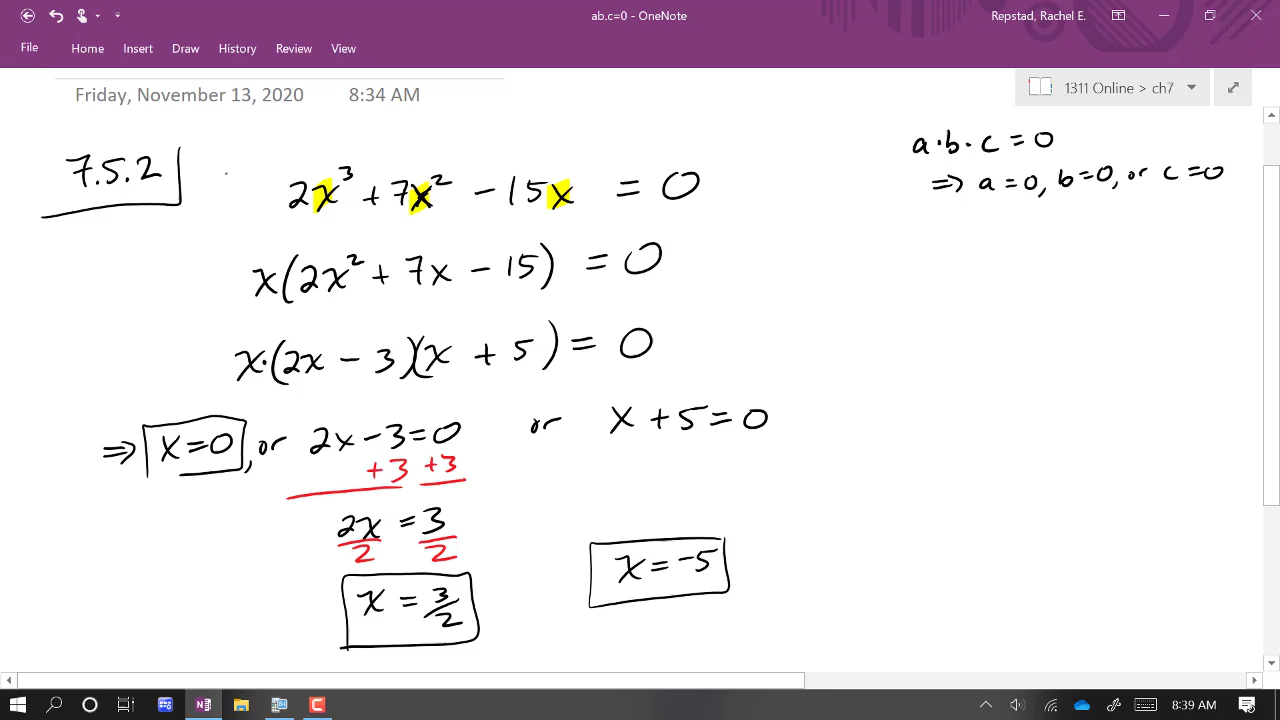 ab.c=0 - OneNote
Repstad, Rachel E.
File Home Insert Draw History Review View
Friday, November 13, 2020 8:34 AM
1311 Online > ch7
7.5.2
a·b·c = 0
⇒ a = 0, b = 0, or c = 0
2x³ + 7x² - 15x = 0
x(2x² + 7x - 15) = 0
x·(2x - 3)(x + 5) = 0
⇒ x = 0, or 2x - 3 = 0 or x + 5 = 0
+3 +3
2x = 3
2 2
x = 3/2
x = -5
8:39 AM